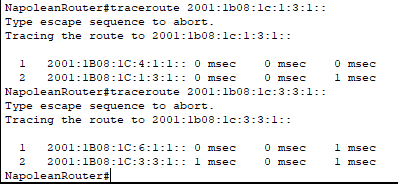 NapoleanRouter#traceroute 2001:1b08:1c:1:3:1::
Type escape sequence to abort.
Tracing the route to 2001:1b08:1c:1:3:1::
1 2001:1B08:1C:4:1:1:: 0 msec 0 msec 0 msec
2 2001:1B08:1C:1:3:1:: 0 msec 0 msec 1 msec
NapoleanRouter#traceroute 2001:1b08:1c:3:3:1::
Type escape sequence to abort.
Tracing the route to 2001:1b08:1c:3:3:1::
1 2001:1B08:1C:6:1:1:: 0 msec 0 msec 1 msec
2 2001:1B08:1C:3:3:1:: 1 msec 0 msec 1 msec
NapoleanRouter#